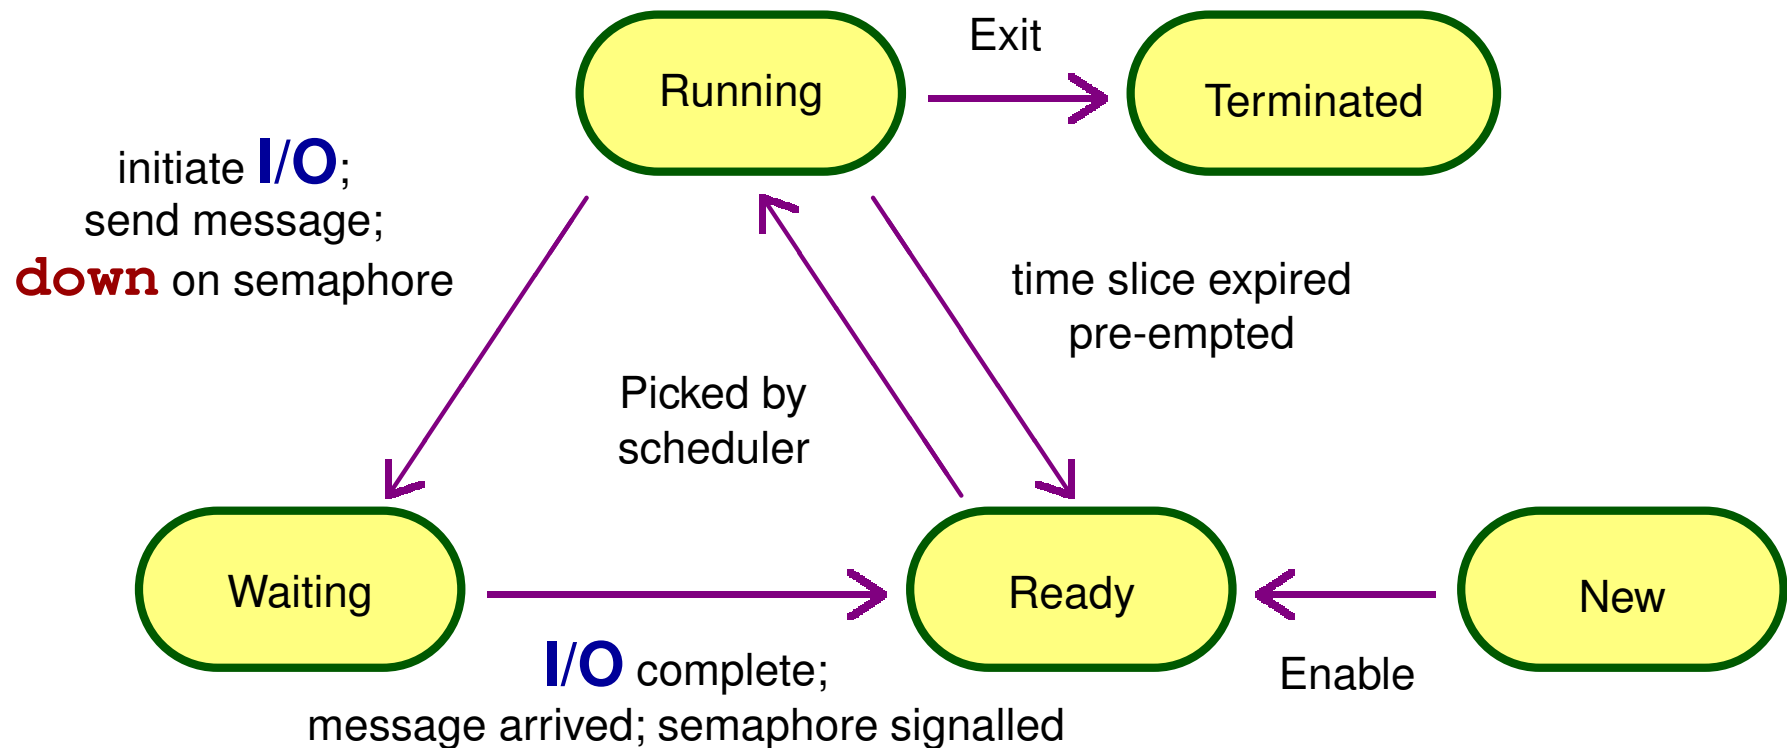 Exit
Running
Terminated
initiate I/O;
send message;
down on semaphore
time slice expired
pre-empted
Picked by
scheduler
Waiting
Ready
New
I/O complete;
message arrived; semaphore signalled
Enable